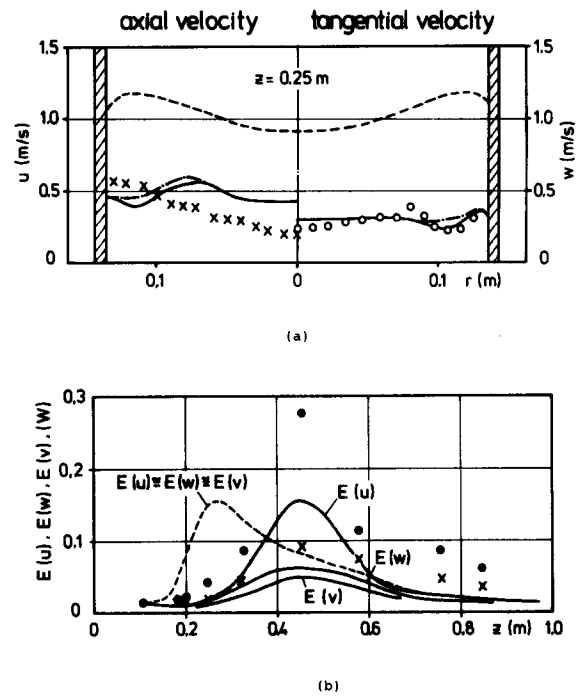 axial velocity tangential velocity
(a)
1.5 1.5
z = 0.25 m
u (m/s) w (m/s)
1.0 1.0
0.5 0.5
0 0
0.1 0 0.1 r (m)
(a)
E(u). E(w). E(v). (W)
0,3
0,2
E(u)≅E(w)≅E(v)
E(u)
0.1
E(w)
E(v)
0
0 0.2 0.4 0.6 0.8 z (m) 1.0
(b)